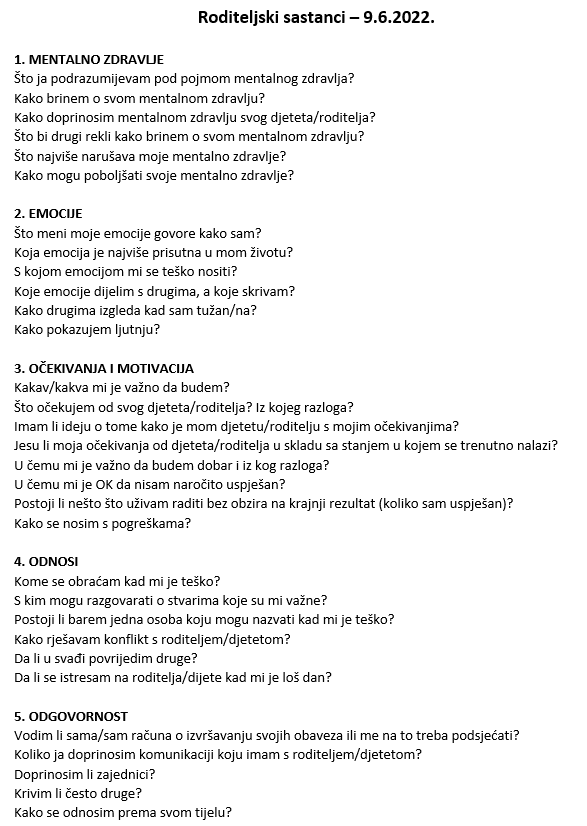 Roditeljski sastanci – 9.6.2022.
1. MENTALNO ZDRAVLJE
Što ja podrazumijevam pod pojmom mentalnog zdravlja?
Kako brinem o svom mentalnom zdravlju?
Kako doprinosim mentalnom zdravlju svog djeteta/roditelja?
Što bi drugi rekli kako brinem o svom mentalnom zdravlju?
Što najviše narušava moje mentalno zdravlje?
Kako mogu poboljšati svoje mentalno zdravlje?
2. EMOCIJE
Što meni moje emocije govore kako sam?
Koja emocija je najviše prisutna u mom životu?
S kojom emocijom mi se teško nositi?
Koje emocije dijelim s drugima, a koje skrivam?
Kako drugima izgleda kad sam tužan/na?
Kako pokazujem ljutnju?
3. OČEKIVANJA I MOTIVACIJA
Kakav/kakva mi je važno da budem?
Što očekujem od svog djeteta/roditelja? Iz kojeg razloga?
Imam li ideju o tome kako je mom djetetu/roditelju s mojim očekivanjima?
Jesu li moja očekivanja od djeteta/roditelja u skladu sa stanjem u kojem se trenutno nalazi?
U čemu mi je važno da budem dobar i iz kog razloga?
U čemu mi je OK da nisam naročito uspješan?
Postoji li nešto što uživam raditi bez obzira na krajnji rezultat (koliko sam uspješan)?
Kako se nosim s pogreškama?
4. ODNOSI
Kome se obraćam kad mi je teško?
S kim mogu razgovarati o stvarima koje su mi važne?
Postoji li barem jedna osoba koju mogu nazvati kad mi je teško?
Kako rješavam konflikt s roditeljem/djetetom?
Da li u svađi povrijedim druge?
Da li se istresam na roditelja/dijete kad mi je loš dan?
5. ODGOVORNOST
Vodim li sama/sam računa o izvršavanju svojih obaveza ili me na to treba podsjećati?
Koliko ja doprinosim komunikaciji koju imam s roditeljem/djetetom?
Doprinosim li zajednici?
Krivim li često druge?
Kako se odnosim prema svom tijelu?